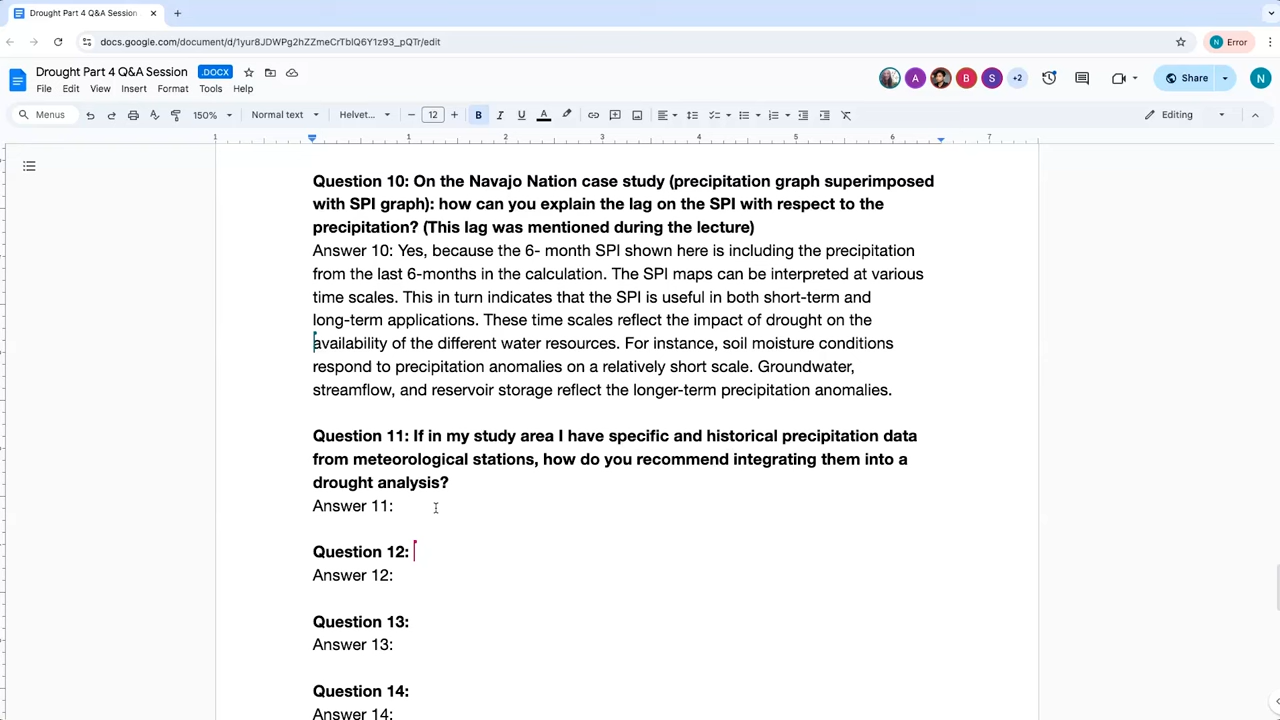 Drought Part 4 Q&A Session
docs.google.com/document/d/1yur8JDWPg2hZZmeCrTblQ6Y1z93_pQTr/edit
N Error
Drought Part 4 Q&A Session .DOCX
A B S +2 Share N
File Edit View Insert Format Tools Help
Menus 150% Normal text Helvet... 12 B I U A Editing
1 1 2 3 4 5 6 7
Question 10: On the Navajo Nation case study (precipitation graph superimposed
with SPI graph): how can you explain the lag on the SPI with respect to the
precipitation? (This lag was mentioned during the lecture)
Answer 10: Yes, because the 6- month SPI shown here is including the precipitation
from the last 6-months in the calculation. The SPI maps can be interpreted at various
time scales. This in turn indicates that the SPI is useful in both short-term and
long-term applications. These time scales reflect the impact of drought on the
availability of the different water resources. For instance, soil moisture conditions
respond to precipitation anomalies on a relatively short scale. Groundwater,
streamflow, and reservoir storage reflect the longer-term precipitation anomalies.
Question 11: If in my study area I have specific and historical precipitation data
from meteorological stations, how do you recommend integrating them into a
drought analysis?
Answer 11:
Question 12:
Answer 12:
Question 13:
Answer 13:
Question 14:
Answer 14: